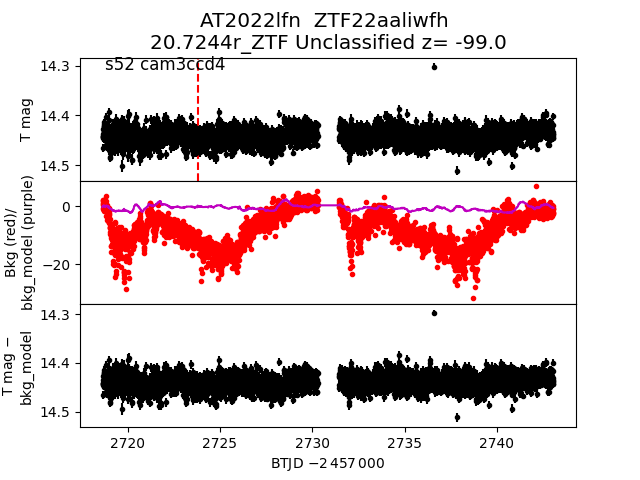 AT2022lfn  ZTF22aaliwfh
20.7244r_ZTF Unclassified z= -99.0
s52 cam3ccd4
14.3
14.4
14.5
T mag
0
−20
Bkg (red)/
bkg_model (purple)
14.3
14.4
14.5
T mag −
bkg_model
2720
2725
2730
2735
2740
BTJD −2 457 000